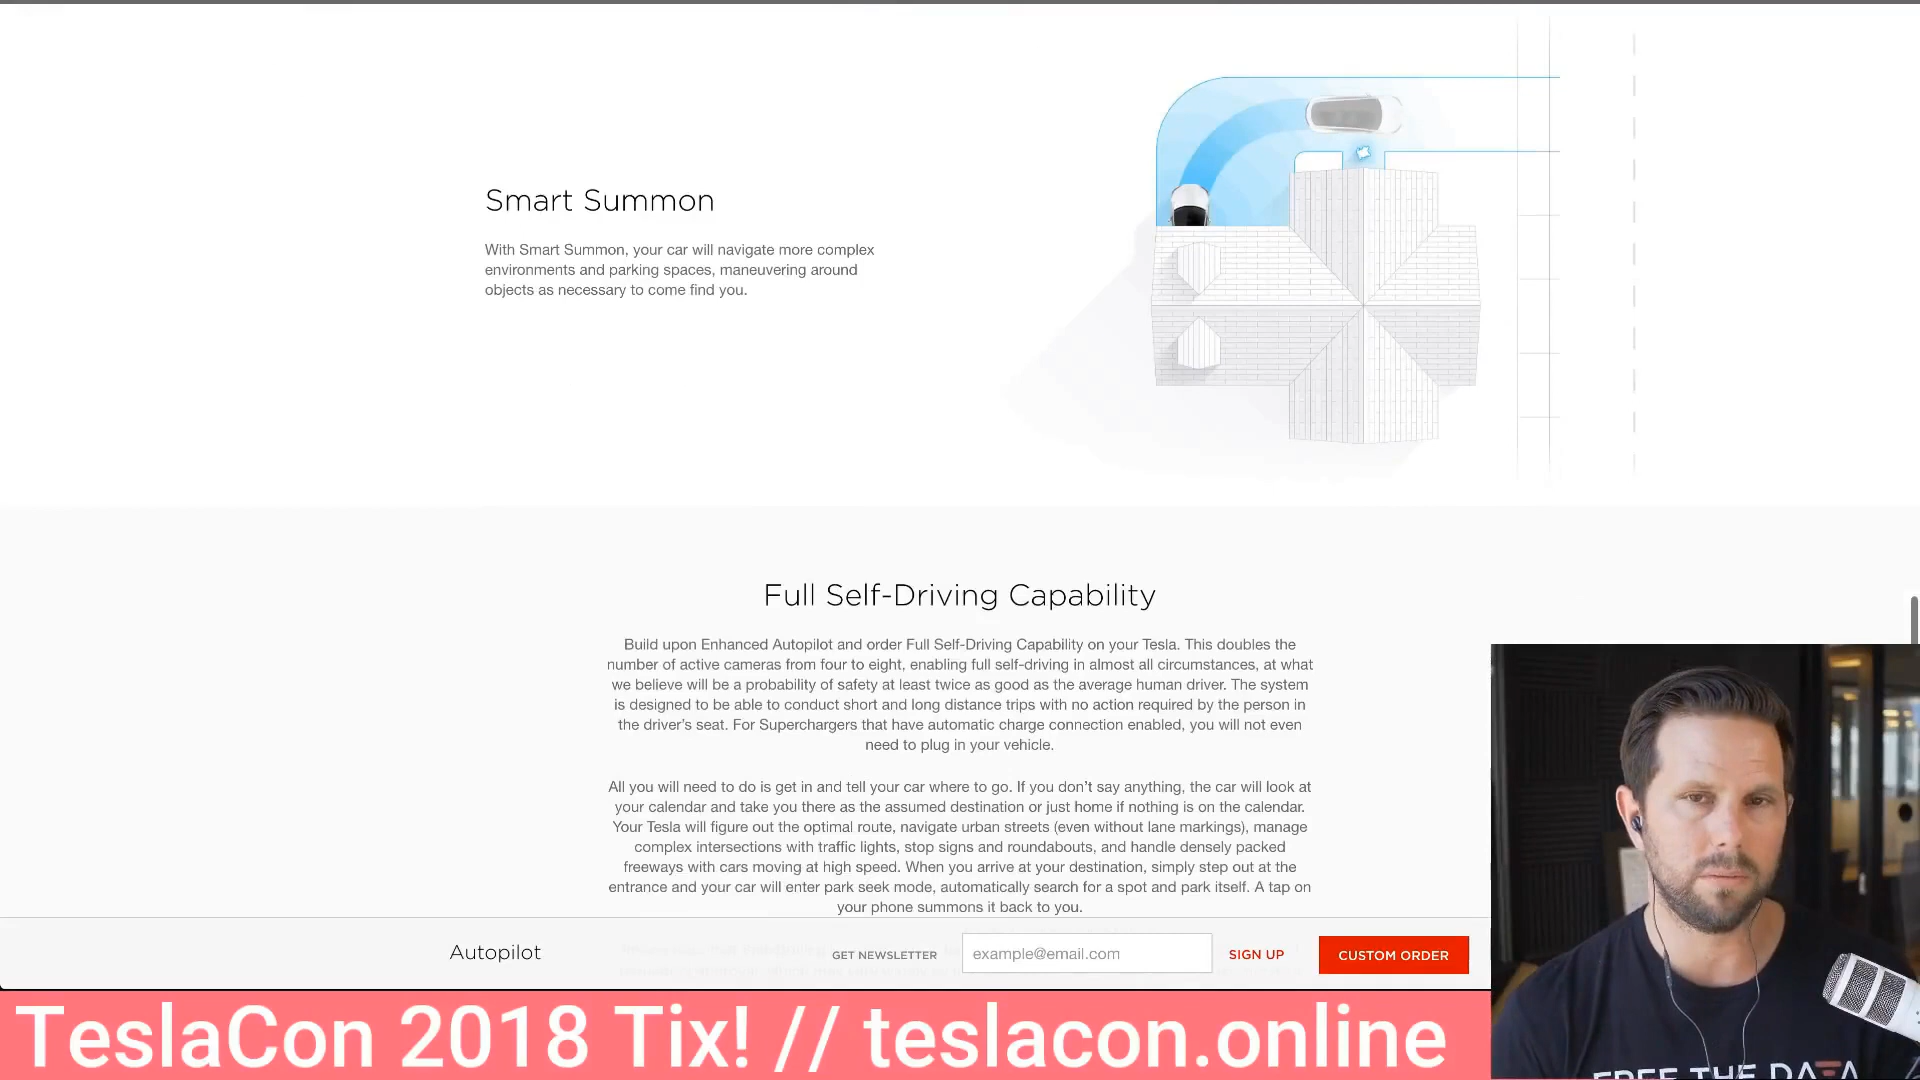 Smart Summon
With Smart Summon, your car will navigate more complex
environments and parking spaces, maneuvering around
objects as necessary to come find you.
Full Self-Driving Capability
Build upon Enhanced Autopilot and order Full Self-Driving Capability on your Tesla. This doubles the
number of active cameras from four to eight, enabling full self-driving in almost all circumstances, at what
we believe will be a probability of safety at least twice as good as the average human driver. The system
is designed to be able to conduct short and long distance trips with no action required by the person in
the driver’s seat. For Superchargers that have automatic charge connection enabled, you will not even
need to plug in your vehicle.
All you will need to do is get in and tell your car where to go. If you don’t say anything, the car will look at
your calendar and take you there as the assumed destination or just home if nothing is on the calendar.
Your Tesla will figure out the optimal route, navigate urban streets (even without lane markings), manage
complex intersections with traffic lights, stop signs and roundabouts, and handle densely packed
freeways with cars moving at high speed. When you arrive at your destination, simply step out at the
entrance and your car will enter park seek mode, automatically search for a spot and park itself. A tap on
your phone summons it back to you.
Autopilot
GET NEWSLETTER
example@email.com
SIGN UP
CUSTOM ORDER
TeslaCon 2018 Tix! // teslacon.online
FREE THE DATA